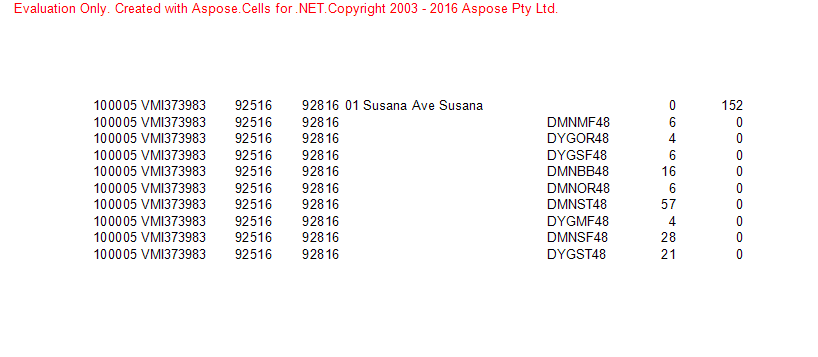 Evaluation Only. Created with Aspose.Cells for .NET.Copyright 2003 - 2016 Aspose Pty Ltd.
100005 VMI373983 92516 92816 01 Susana Ave Susana 0 152
100005 VMI373983 92516 92816 DMNMF48 6 0
100005 VMI373983 92516 92816 DYGOR48 4 0
100005 VMI373983 92516 92816 DYGSF48 6 0
100005 VMI373983 92516 92816 DMNBB48 16 0
100005 VMI373983 92516 92816 DMNOR48 6 0
100005 VMI373983 92516 92816 DMNST48 57 0
100005 VMI373983 92516 92816 DYGMF48 4 0
100005 VMI373983 92516 92816 DMNSF48 28 0
100005 VMI373983 92516 92816 DYGST48 21 0